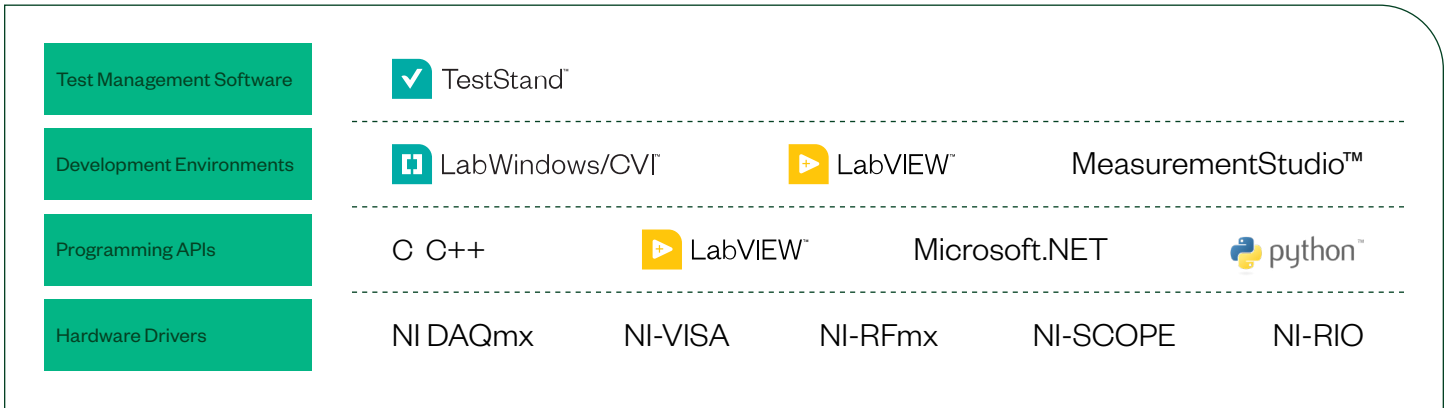 Test Management Software
TestStand™
Development Environments
LabWindows/CVI™
LabVIEW™
MeasurementStudio™
Programming APIs
C C++
LabVIEW™
Microsoft.NET
python™
Hardware Drivers
NI DAQmx
NI-VISA
NI-RFmx
NI-SCOPE
NI-RIO